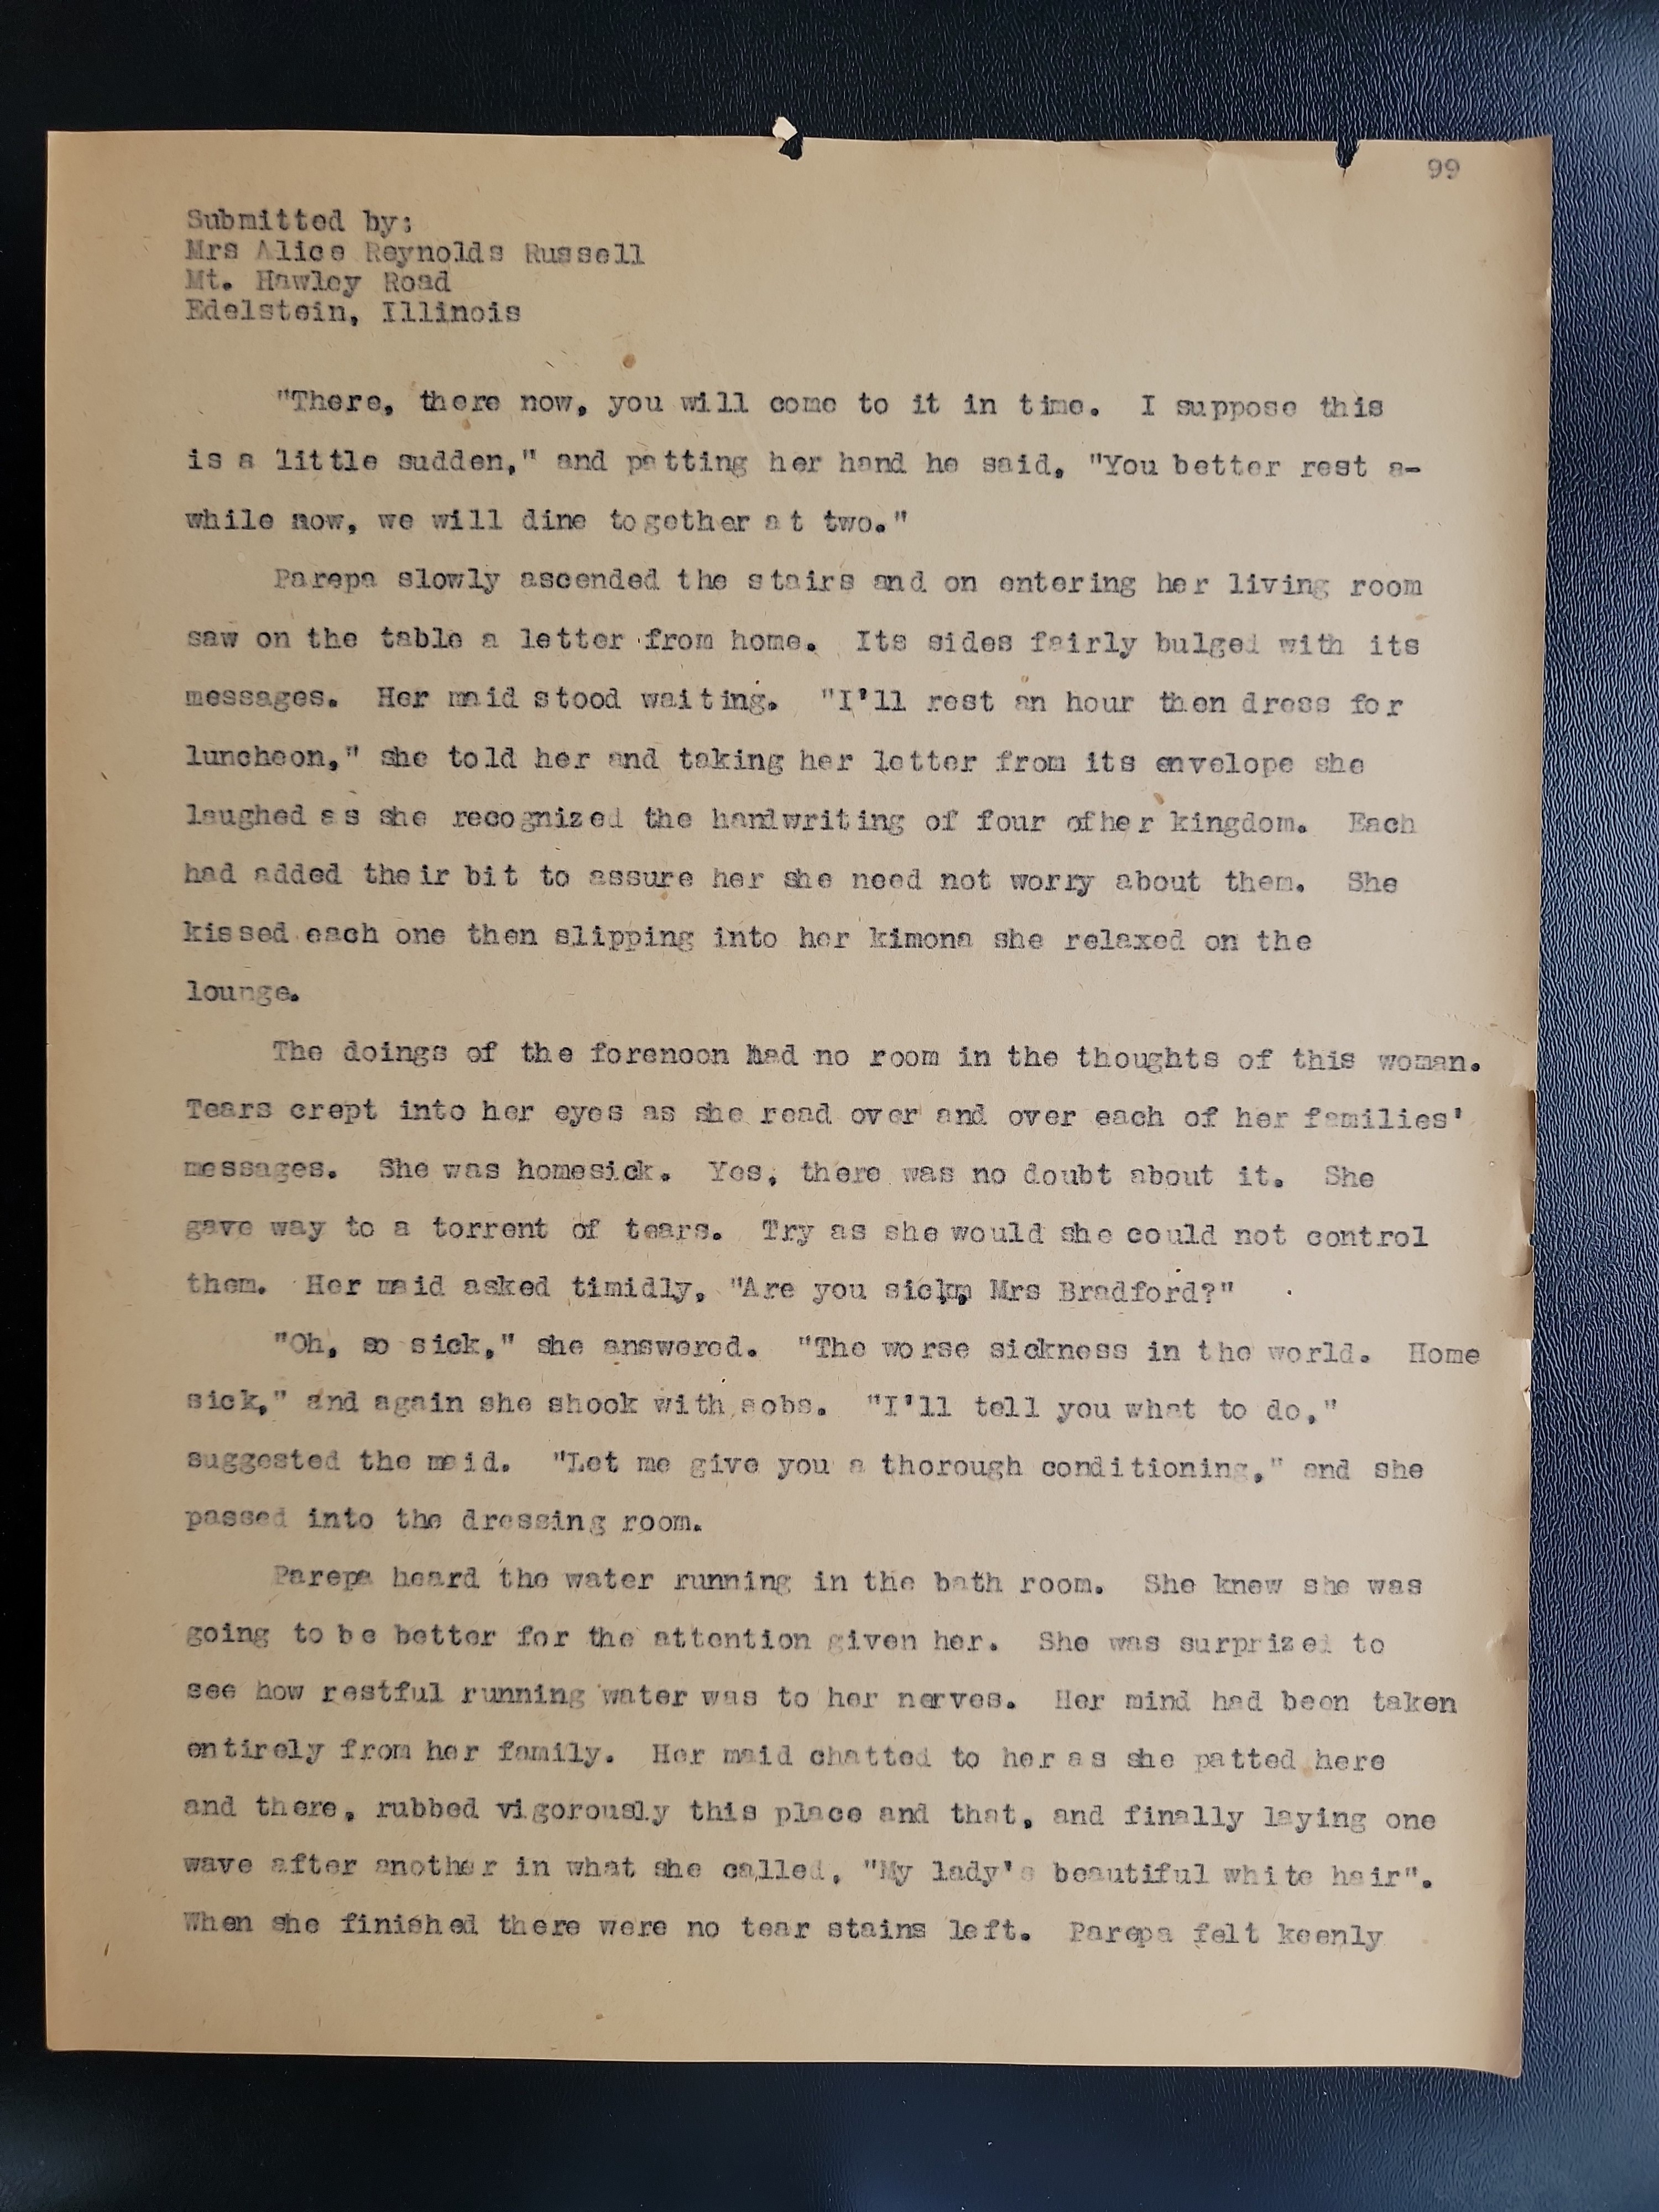 99
Submitted by:
Mrs Alice Reynolds Russell
Mt. Hawley Road
Edelstein, Illinois
"There, there now, you will come to it in time. I suppose this
is a little sudden," and patting her hand he said, "You better rest a-
while now, we will dine together at two."
Parepa slowly ascended the stairs and on entering her living room
saw on the table a letter from home. Its sides fairly bulged with its
messages. Her maid stood waiting. "I'll rest an hour then dress for
luncheon," she told her and taking her letter from its envelope she
laughed as she recognized the handwriting of four of her kingdom. Each
had added their bit to assure her she need not worry about them. She
kissed each one then slipping into her kimona she relaxed on the
lounge.
The doings of the forenoon had no room in the thoughts of this woman.
Tears crept into her eyes as she read over and over each of her families'
messages. She was homesick. Yes, there was no doubt about it. She
gave way to a torrent of tears. Try as she would she could not control
them. Her maid asked timidly, "Are you sick, Mrs Bradford?"
"Oh, so sick," she answered. "The worse sickness in the world. Home
sick," and again she shook with sobs. "I'll tell you what to do,"
suggested the maid. "Let me give you a thorough conditioning," and she
passed into the dressing room.
Parepa heard the water running in the bath room. She knew she was
going to be better for the attention given her. She was surprized to
see how restful running water was to her nerves. Her mind had been taken
entirely from her family. Her maid chatted to her as she patted here
and there, rubbed vigorously this place and that, and finally laying one
wave after another in what she called, "My lady's beautiful white hair".
When she finished there were no tear stains left. Parepa felt keenly